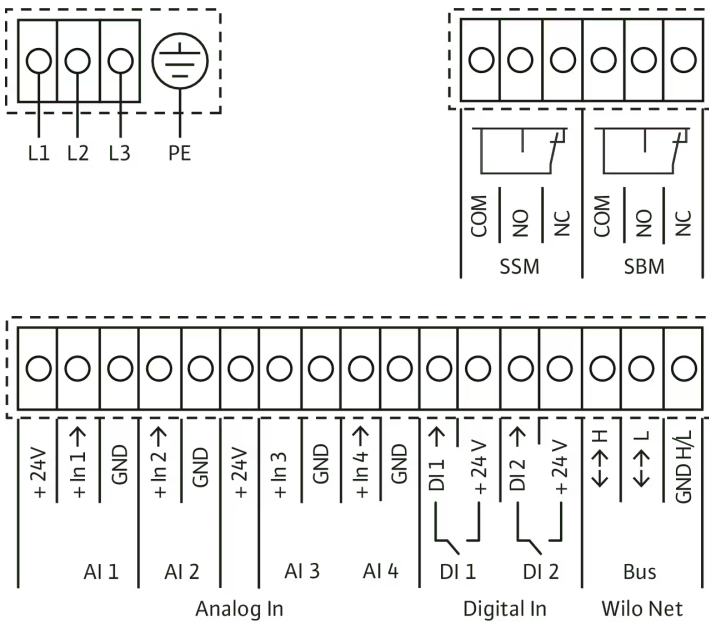 L1 L2 L3 PE
COM NO NC COM NO NC
SSM SBM
+ 24V + In 1 → GND + In 2 → GND + 24V + In 3 GND + In 4 → GND DI 1 → + 24 V DI 2 → + 24 V ←→ H ←→ L GND H/L
AI 1 AI 2 AI 3 AI 4 DI 1 DI 2 Bus
Analog In Digital In Wilo Net